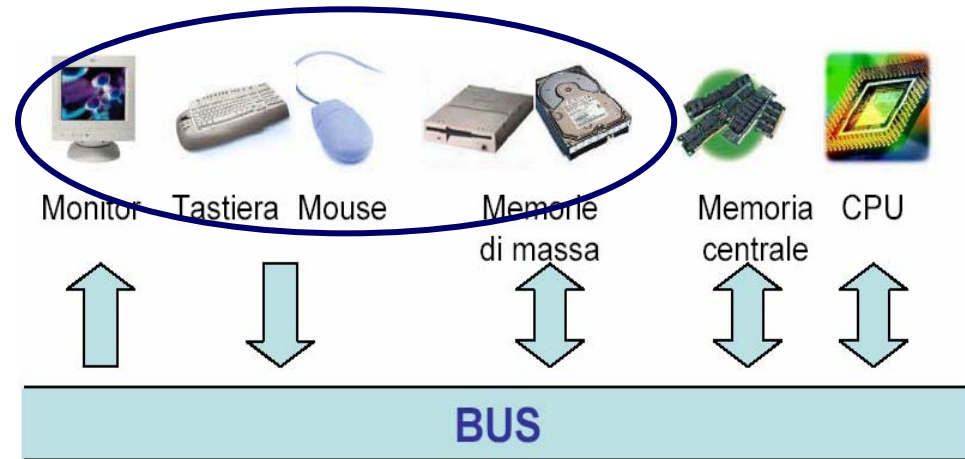 Monitor Tastiera Mouse Memorie Memoria CPU
di massa centrale
BUS